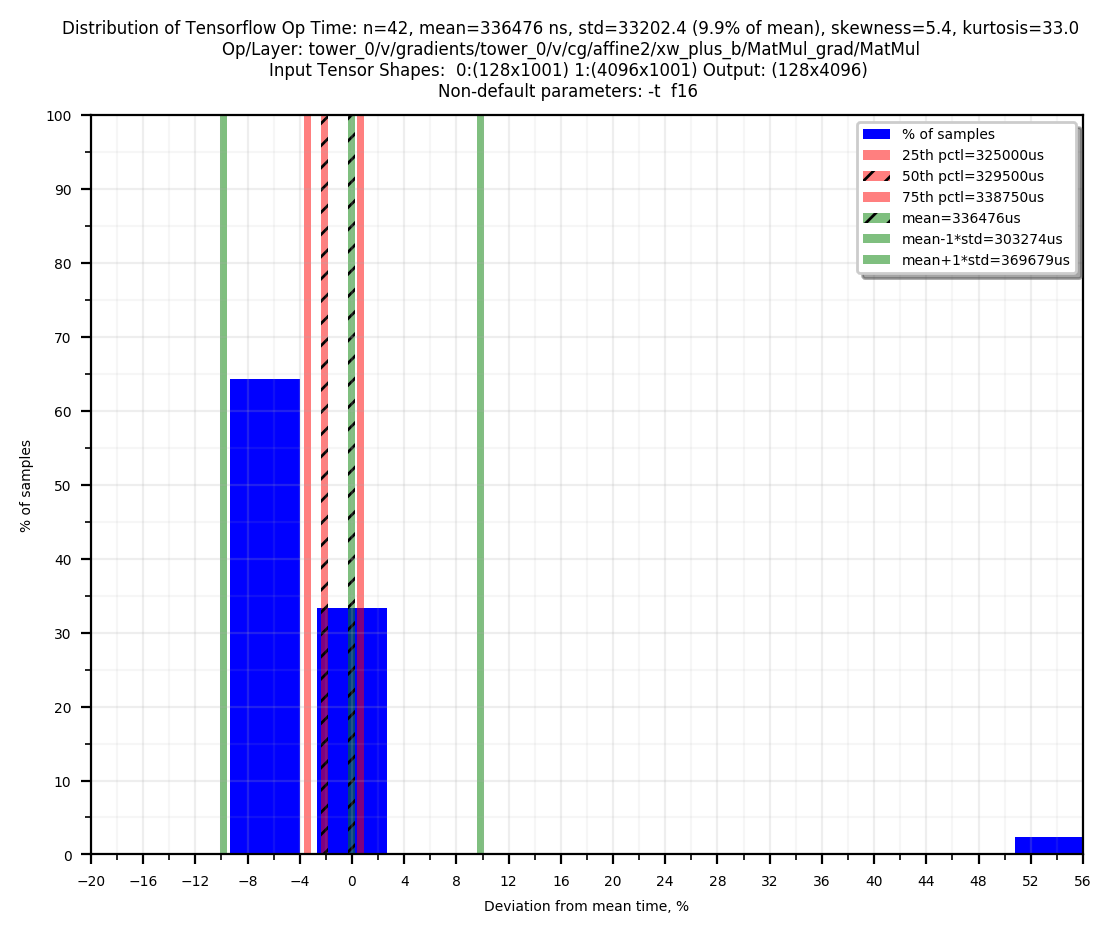 Distribution of Tensorflow Op Time: n=42, mean=336476 ns, std=33202.4 (9.9% of mean), skewness=5.4, kurtosis=33.0
Op/Layer: tower_0/v/gradients/tower_0/v/cg/affine2/xw_plus_b/MatMul_grad/MatMul
Input Tensor Shapes:  0:(128x1001) 1:(4096x1001) Output: (128x4096)
Non-default parameters: -t  f16
100
90
80
70
60
50
40
30
20
10
0
% of samples
% of samples
25th pctl=325000us
50th pctl=329500us
75th pctl=338750us
mean=336476us
mean-1*std=303274us
mean+1*std=369679us
−20 −16 −12 −8 −4 0 4 8 12 16 20 24 28 32 36 40 44 48 52 56
Deviation from mean time, %